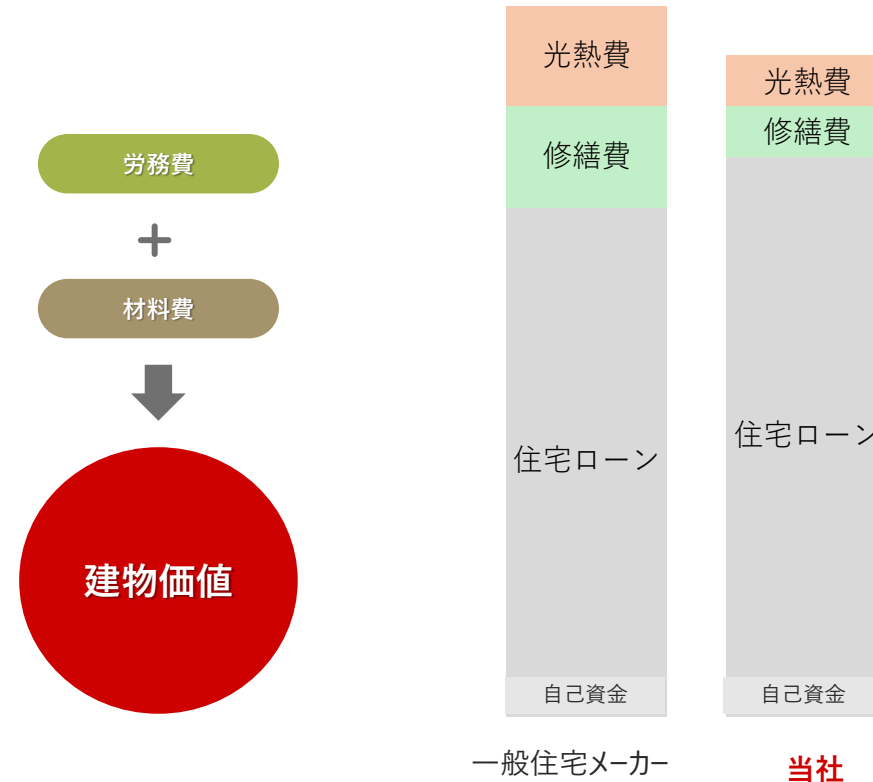 労務費
材料費
建物価値
光熱費
修繕費
住宅ローン
自己資金
一般住宅メーカー
光熱費
修繕費
住宅ローン
自己資金
当社